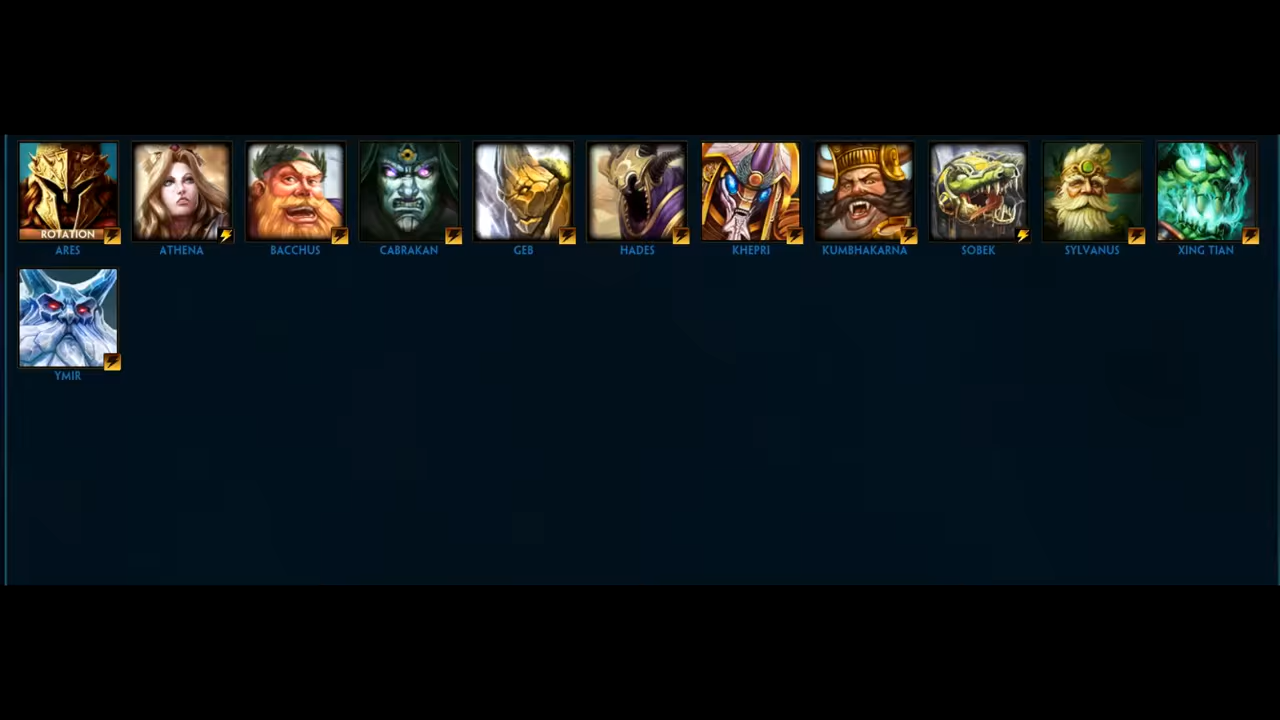 ROTATION
ARES ATHENA BACCHUS CABRAKAN GEB HADES KHEPRI KUMBHAKARNA SOBEK SYLVANUS XING TIAN
YMIR